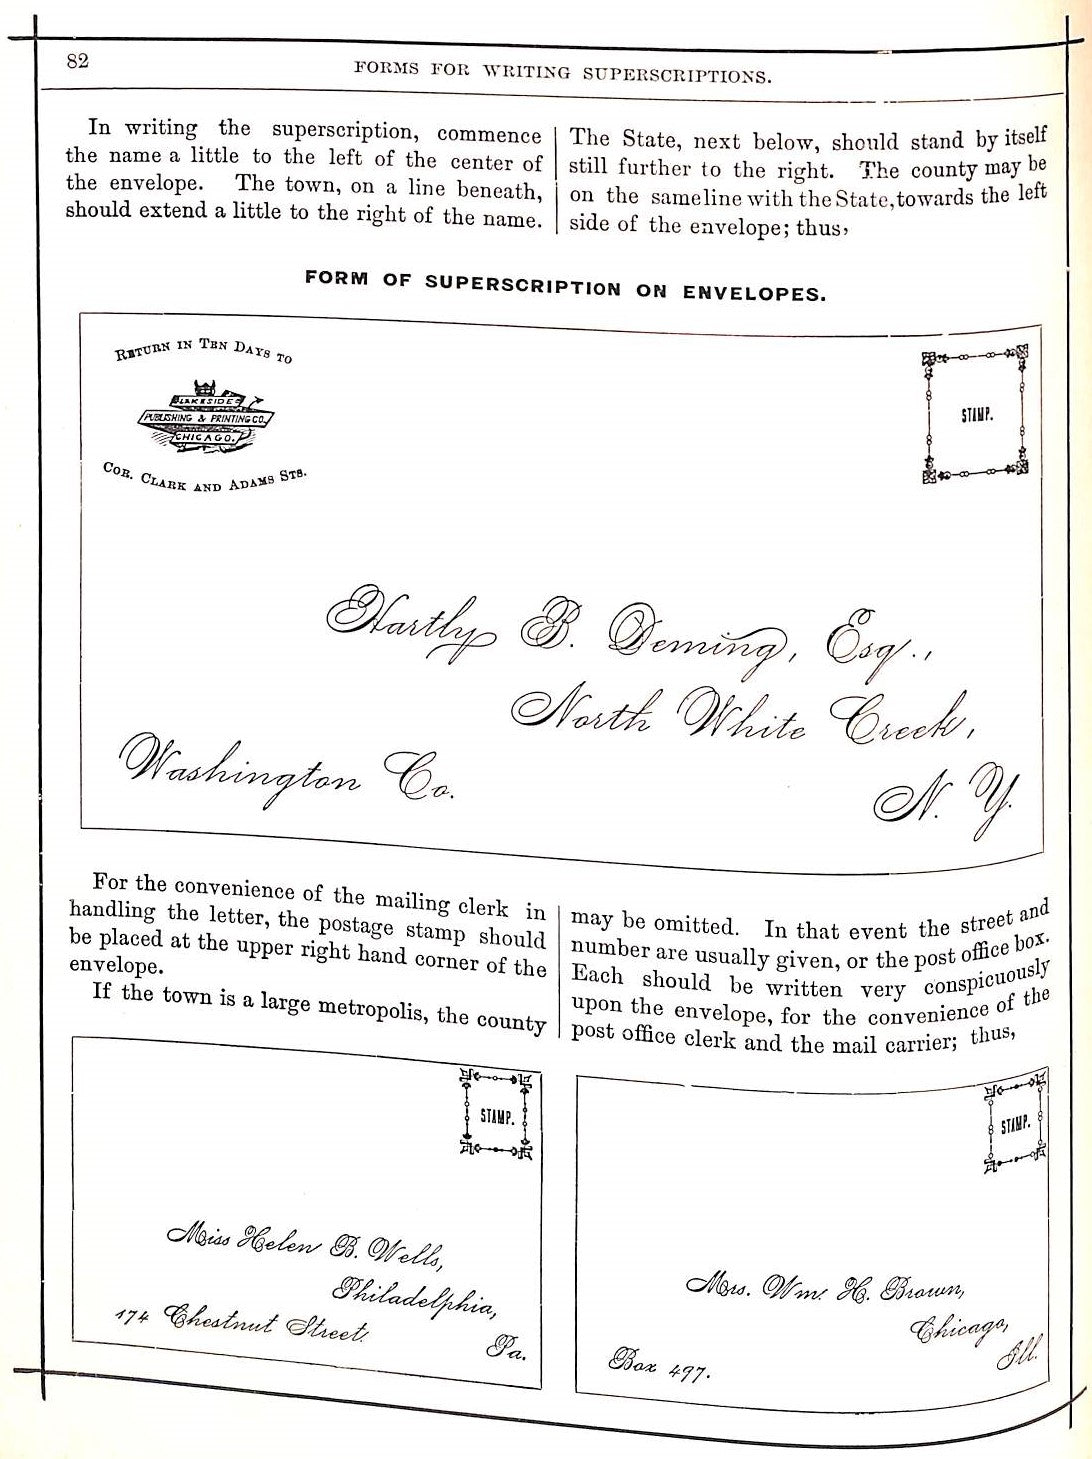 82
FORMS FOR WRITING SUPERSCRIPTIONS.
In writing the superscription, commence
the name a little to the left of the center of
the envelope. The town, on a line beneath,
should extend a little to the right of the name.
The State, next below, should stand by itself
still further to the right. The county may be
on the same line with the State, towards the left
side of the envelope; thus,
FORM OF SUPERSCRIPTION ON ENVELOPES.
RETURN IN TEN DAYS TO
LAKESIDE
PUBLISHING & PRINTING CO.
CHICAGO.
COR. CLARK AND ADAMS STS.
STAMP.
Hartly B. Deming, Esq.,
North White Creek,
Washington Co.
N. Y.
For the convenience of the mailing clerk in
handling the letter, the postage stamp should
be placed at the upper right hand corner of the
envelope.
If the town is a large metropolis, the county
may be omitted. In that event the street and
number are usually given, or the post office box.
Each should be written very conspicuously
upon the envelope, for the convenience of the
post office clerk and the mail carrier; thus,
STAMP.
Miss Helen B. Wells,
Philadelphia,
174 Chestnut Street.
Pa.
STAMP.
Mrs. Wm H. Brown,
Chicago,
Ill.
Box 497.